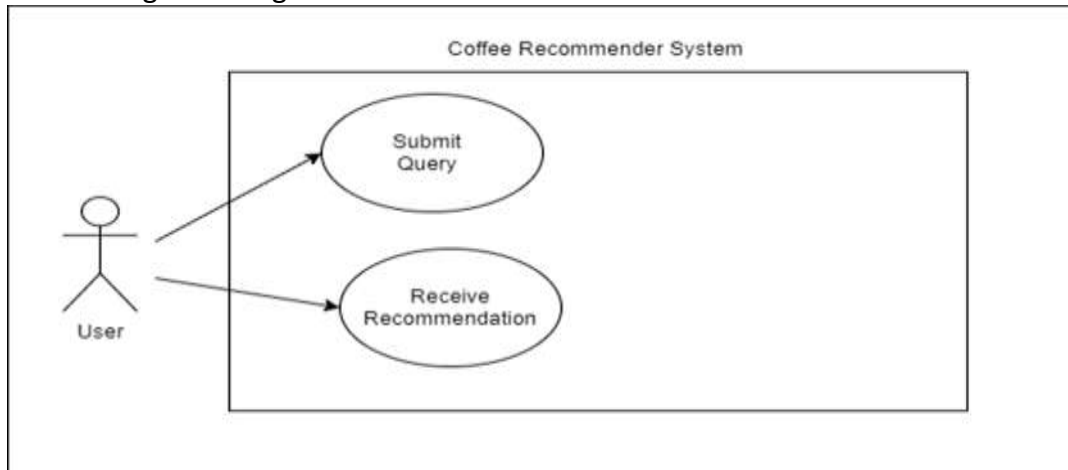 Coffee Recommender System
Submit
Query
Receive
Recommendation
User